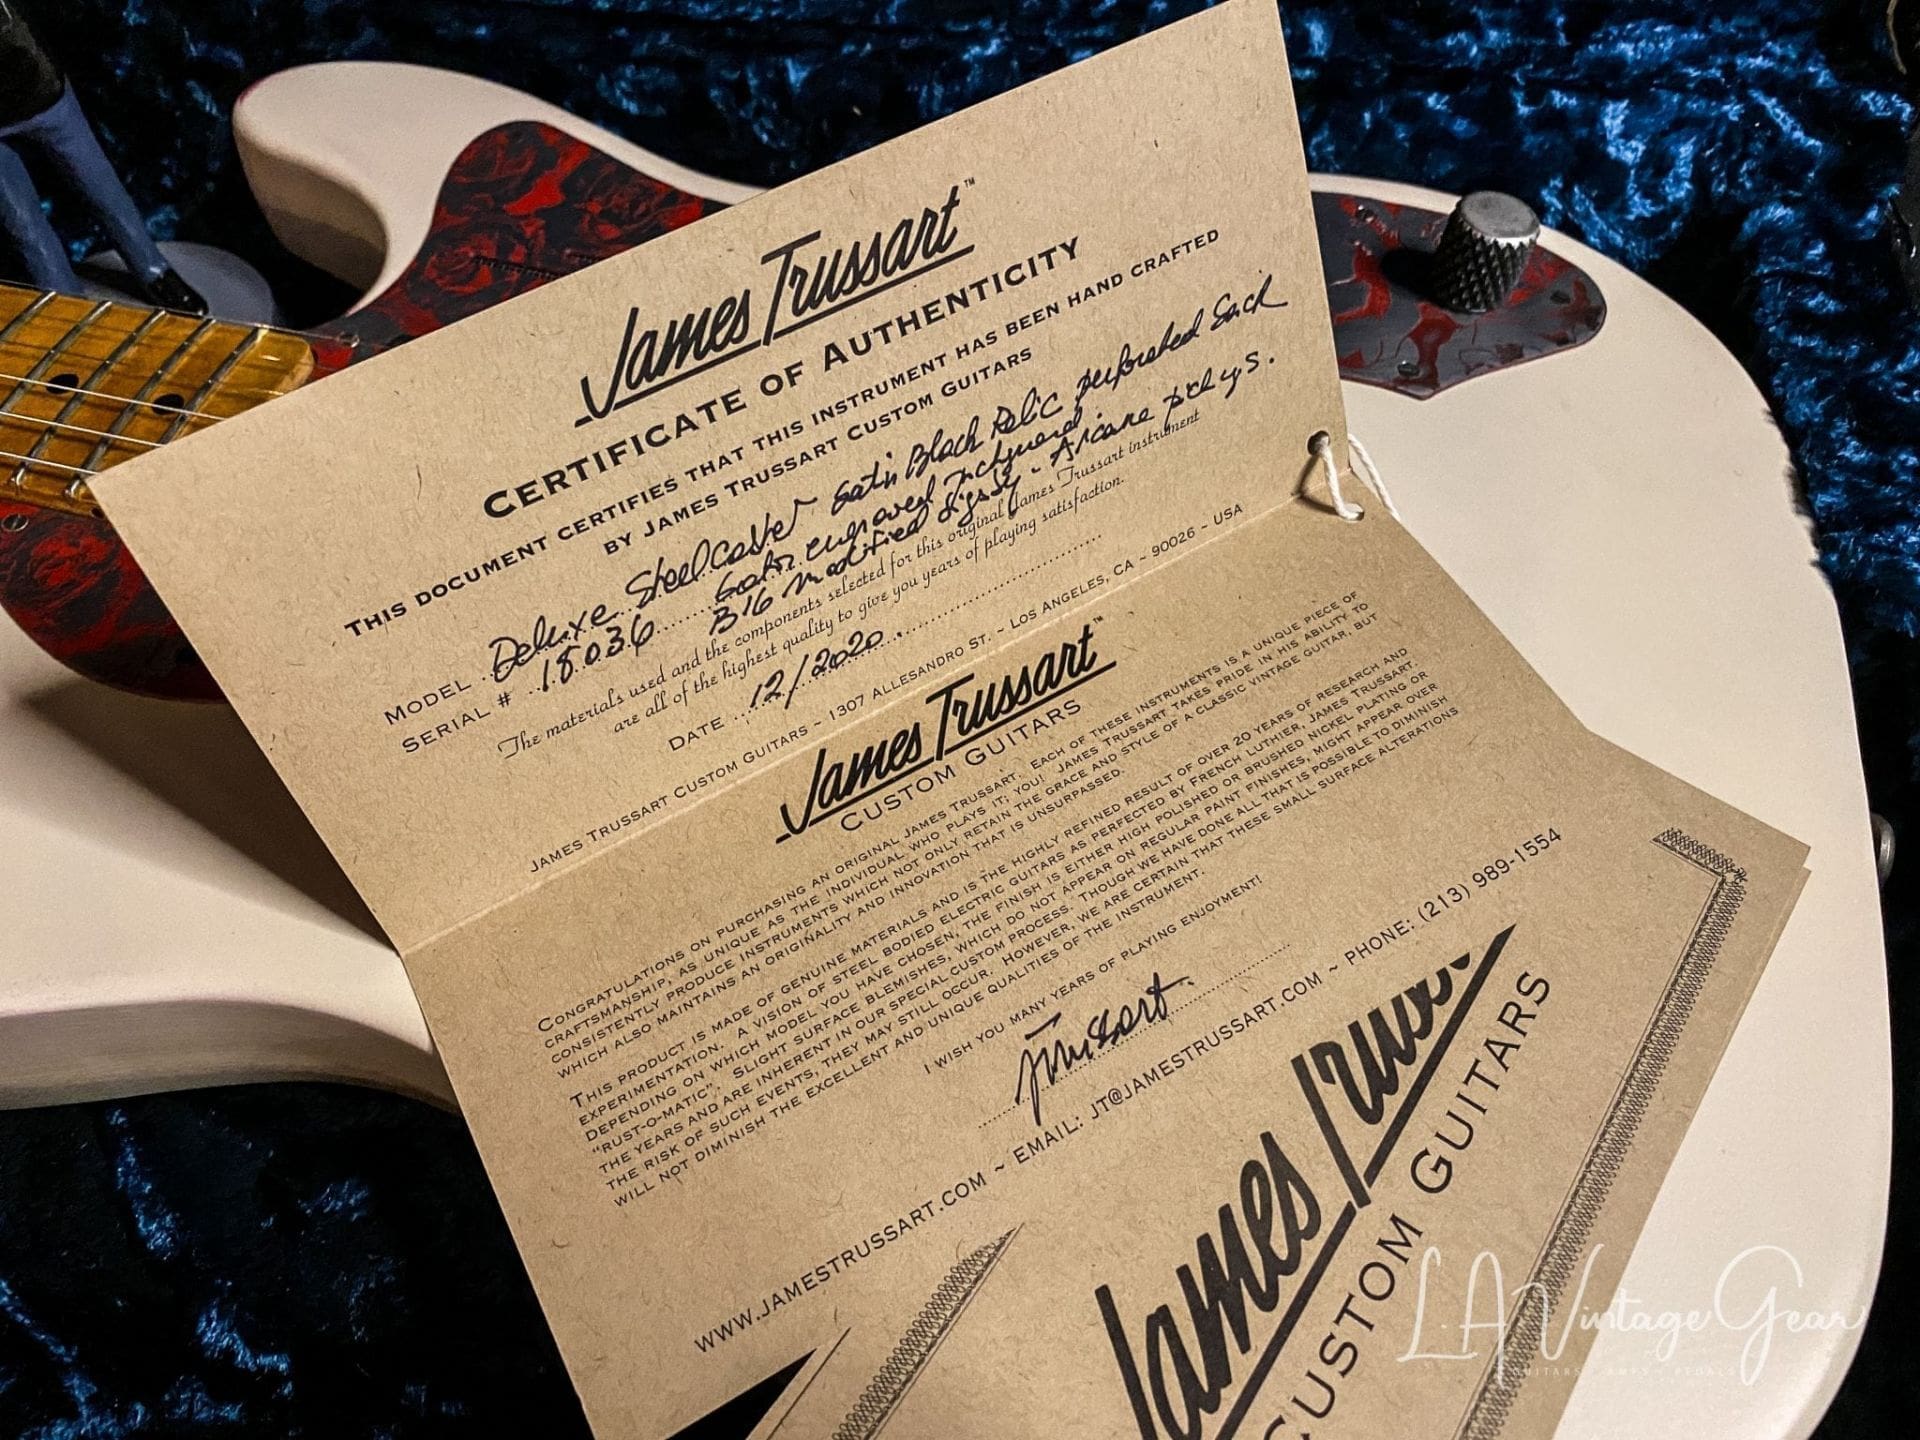 James Trussart™
CERTIFICATE OF AUTHENTICITY
THIS DOCUMENT CERTIFIES THAT THIS INSTRUMENT HAS BEEN HAND CRAFTED
BY JAMES TRUSSART CUSTOM GUITARS
MODEL Deluxe SteelCaster Satin Black Relic perforated back
SERIAL # 18036 Satin engraved pickguard
B16 modified Bigsby - Arcane pickups.
The materials used and the components selected for this original James Trussart instrument
are all of the highest quality to give you years of playing satisfaction.
DATE 12/2020.
JAMES TRUSSART CUSTOM GUITARS ~ 1307 ALLESANDRO ST. ~ LOS ANGELES, CA ~ 90026 ~ USA
James Trussart™
CUSTOM GUITARS
CONGRATULATIONS ON PURCHASING AN ORIGINAL JAMES TRUSSART. EACH OF THESE INSTRUMENTS IS A UNIQUE PIECE OF
CRAFTSMANSHIP, AS UNIQUE AS THE INDIVIDUAL WHO PLAYS IT; YOU! JAMES TRUSSART TAKES PRIDE IN HIS ABILITY TO
CONSISTENTLY PRODUCE INSTRUMENTS WHICH NOT ONLY RETAIN THE GRACE AND STYLE OF A CLASSIC VINTAGE GUITAR, BUT
WHICH ALSO MAINTAINS AN ORIGINALITY AND INNOVATION THAT IS UNSURPASSED.
THIS PRODUCT IS MADE OF GENUINE MATERIALS AND IS THE HIGHLY REFINED RESULT OF OVER 20 YEARS OF RESEARCH AND
EXPERIMENTATION. A VISION OF STEEL BODIED ELECTRIC GUITARS AS PERFECTED BY FRENCH LUTHIER, JAMES TRUSSART.
DEPENDING ON WHICH MODEL YOU HAVE CHOSEN, THE FINISH IS EITHER HIGH POLISHED OR BRUSHED NICKEL PLATING OR
"RUST-O-MATIC". SLIGHT SURFACE BLEMISHES, WHICH DO NOT APPEAR ON REGULAR PAINT FINISHES, MIGHT APPEAR OVER
THE YEARS AND ARE INHERENT IN OUR SPECIAL CUSTOM PROCESS. THOUGH WE HAVE DONE ALL THAT IS POSSIBLE TO DIMINISH
THE RISK OF SUCH EVENTS, THEY MAY STILL OCCUR. HOWEVER, WE ARE CERTAIN THAT THESE SMALL SURFACE ALTERATIONS
WILL NOT DIMINISH THE EXCELLENT AND UNIQUE QUALITIES OF THE INSTRUMENT.
I WISH YOU MANY YEARS OF PLAYING ENJOYMENT!
JTrussart.
WWW.JAMESTRUSSART.COM ~ EMAIL: JT@JAMESTRUSSART.COM ~ PHONE: (213) 989-1554
James Trus
CUSTOM GUITARS
L.A Vintage Gear
GUITARS AMPS PEDALS